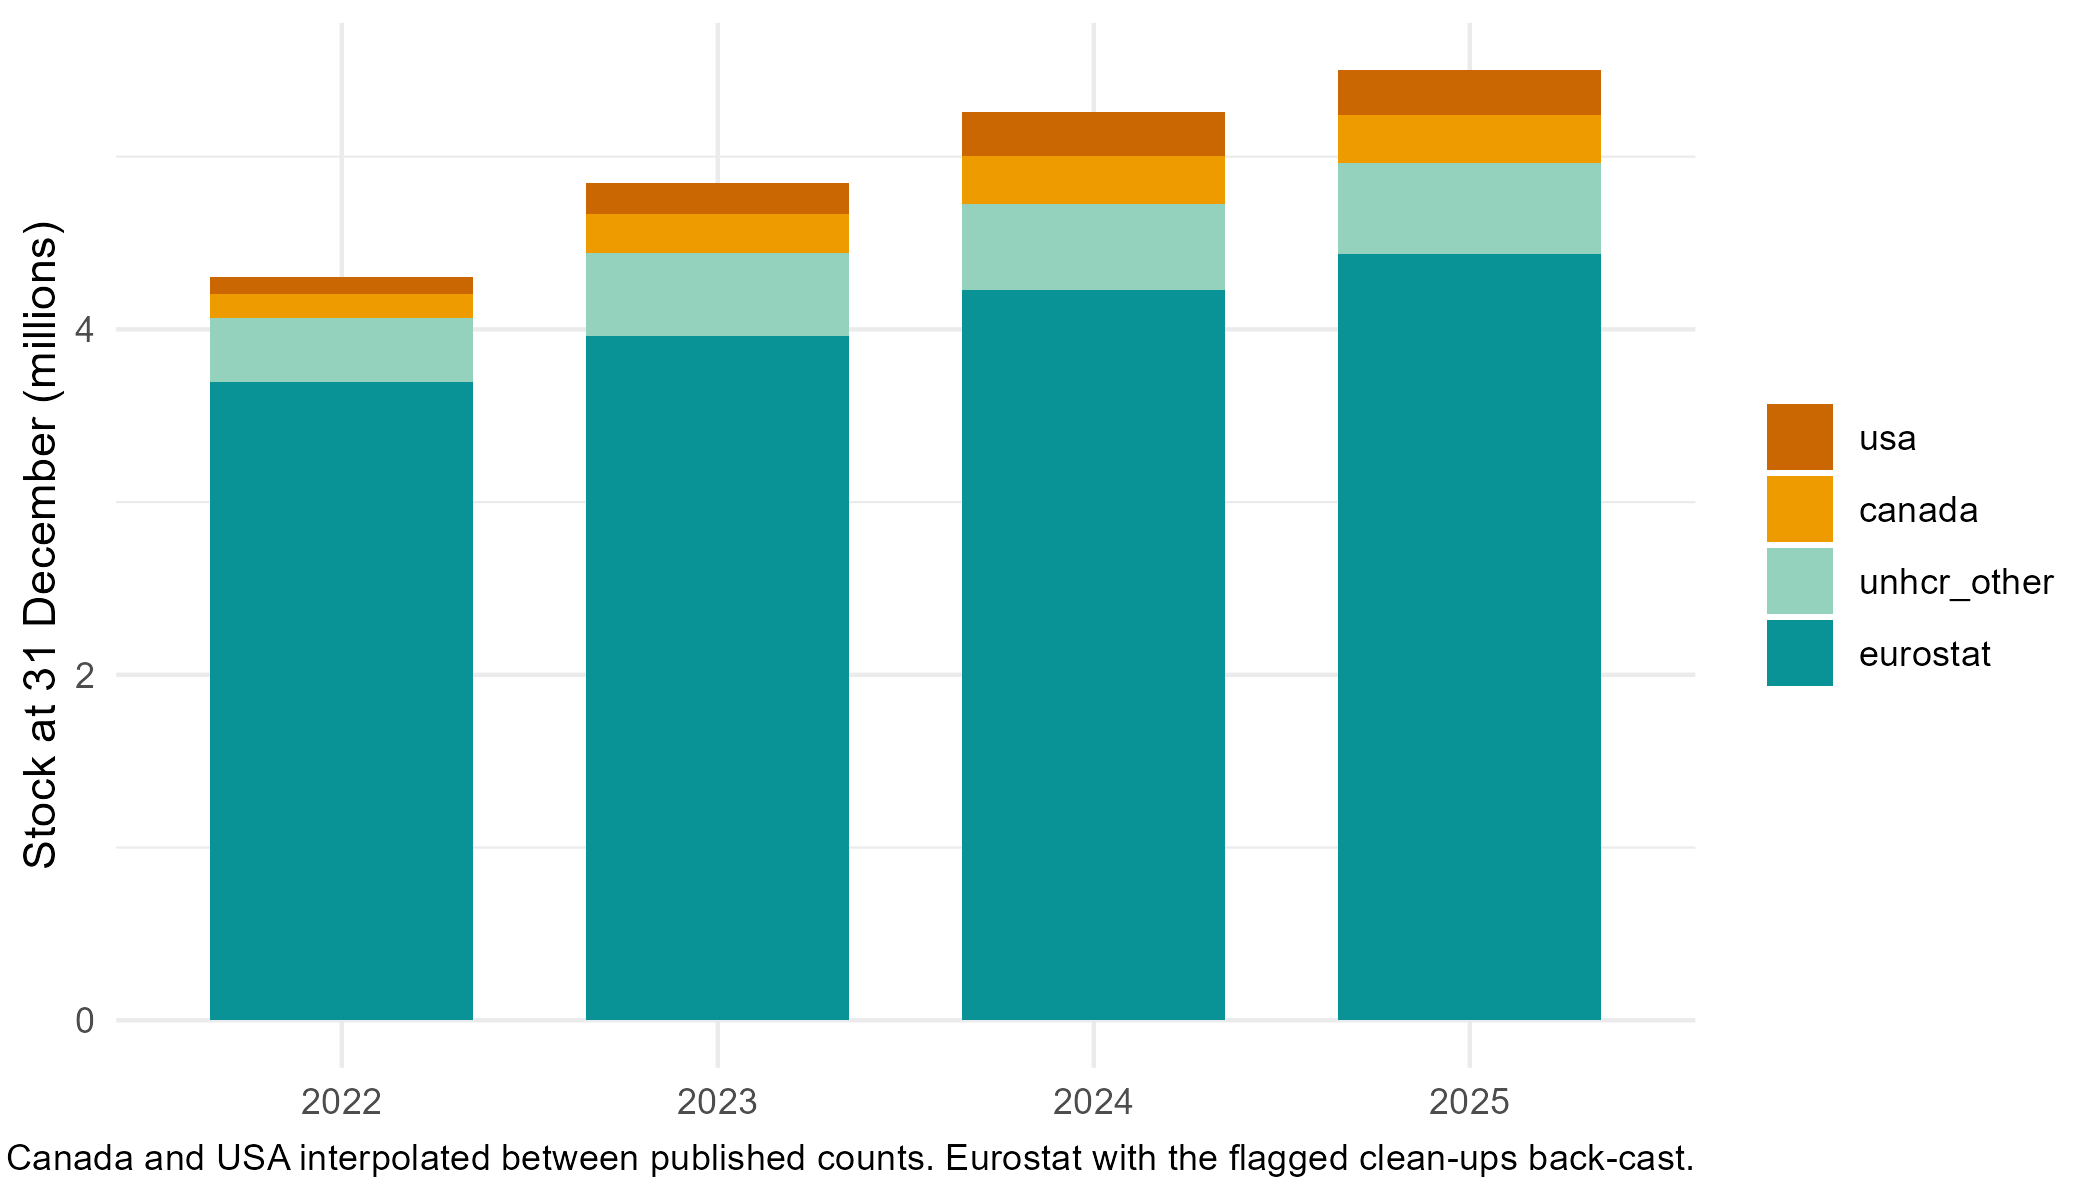 Stock at 31 December (millions)
4
2
0
2022
2023
2024
2025
usa
canada
unhcr_other
eurostat
Canada and USA interpolated between published counts. Eurostat with the flagged clean-ups back-cast.